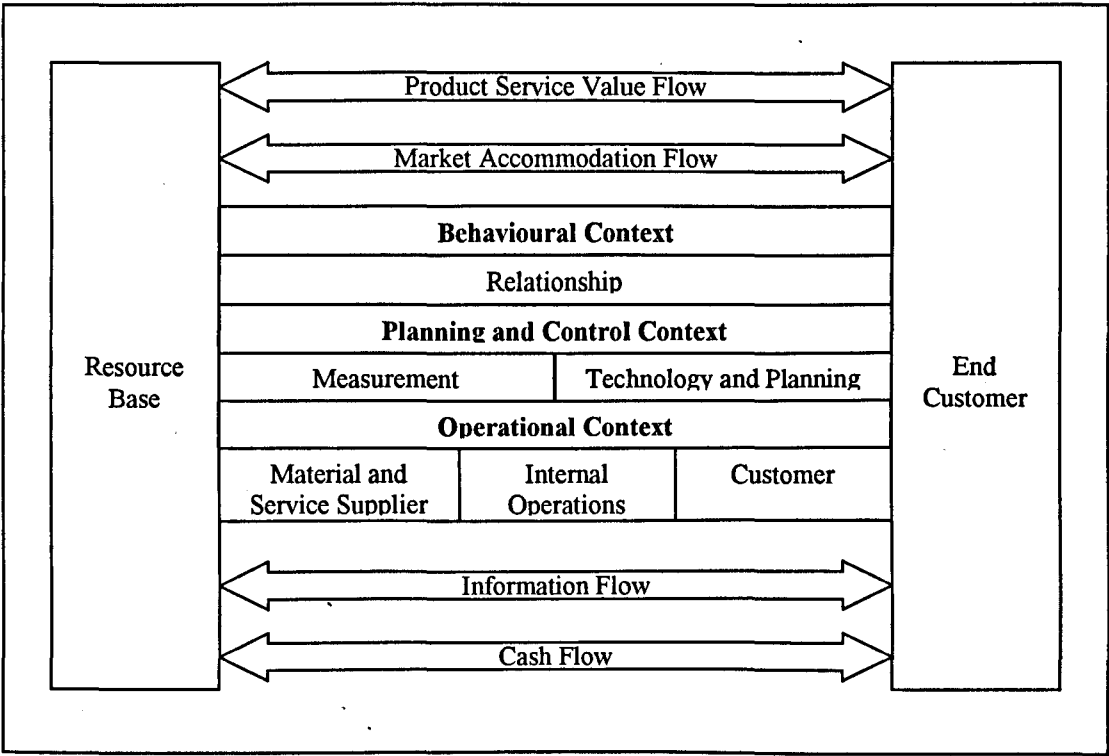 Product Service Value Flow
Market Accommodation Flow
Behavioural Context
Relationship
Planning and Control Context
Resource
Base
Measurement
Technology and Planning
End
Customer
Operational Context
Material and
Service Supplier
Internal
Operations
Customer
Information Flow
Cash Flow